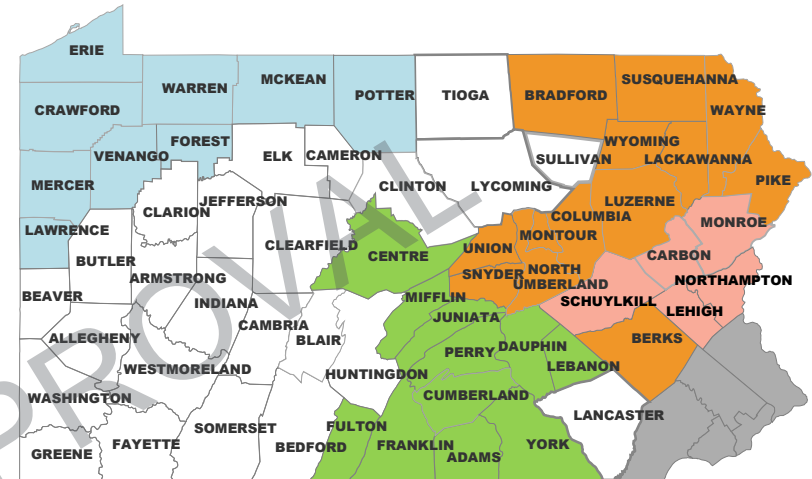 ERIE
WARREN
MCKEAN
POTTER
TIOGA
BRADFORD
SUSQUEHANNA
WAYNE
CRAWFORD
VENANGO
FOREST
ELK
CAMERON
SULLIVAN
WYOMING
LACKAWANNA
PIKE
MERCER
CLINTON
LYCOMING
CLARION
JEFFERSON
LUZERNE
COLUMBIA
MONROE
LAWRENCE
CLEARFIELD
CENTRE
UNION
MONTOUR
CARBON
BUTLER
ARMSTRONG
SNYDER
NORTH
UMBERLAND
NORTHAMPTON
BEAVER
INDIANA
MIFFLIN
SCHUYLKILL
LEHIGH
JUNIATA
CAMBRIA
BLAIR
ALLEGHENY
PERRY
DAUPHIN
BERKS
LEBANON
WESTMORELAND
HUNTINGDON
WASHINGTON
CUMBERLAND
LANCASTER
SOMERSET
FULTON
FAYETTE
BEDFORD
FRANKLIN
YORK
GREENE
ADAMS
PROVAL